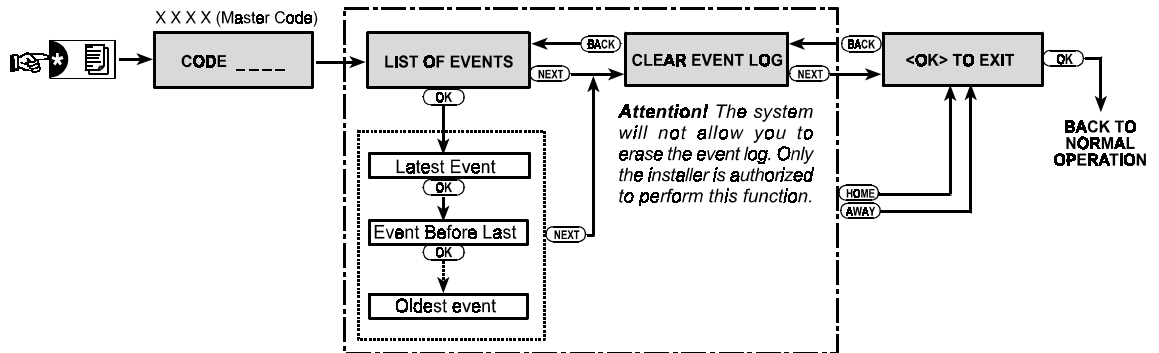 X X X X (Master Code)
CODE _ _ _ _
LIST OF EVENTS
BACK
NEXT
CLEAR EVENT LOG
BACK
NEXT
<OK> TO EXIT
OK
BACK TO
NORMAL
OPERATION
OK
Latest Event
OK
Event Before Last
OK
Oldest event
NEXT
Attention! The system
will not allow you to
erase the event log. Only
the installer is authorized
to perform this function.
HOME
AWAY